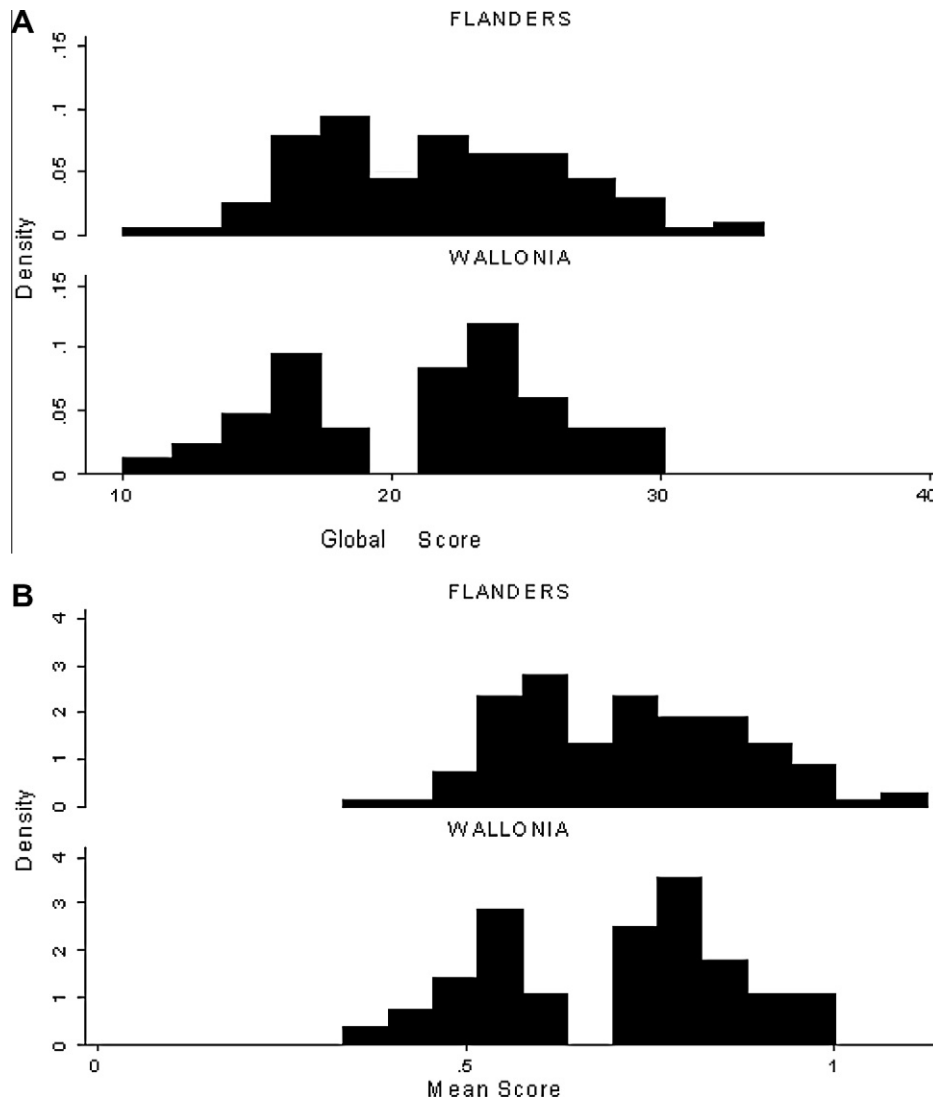 A
FLANDERS
.15
.1
.05
0
Density
WALLONIA
.15
.1
.05
0
10 20 30 40
Global Score
B
FLANDERS
4
3
2
1
0
Density
WALLONIA
4
3
2
1
0
0 .5 1
Mean Score